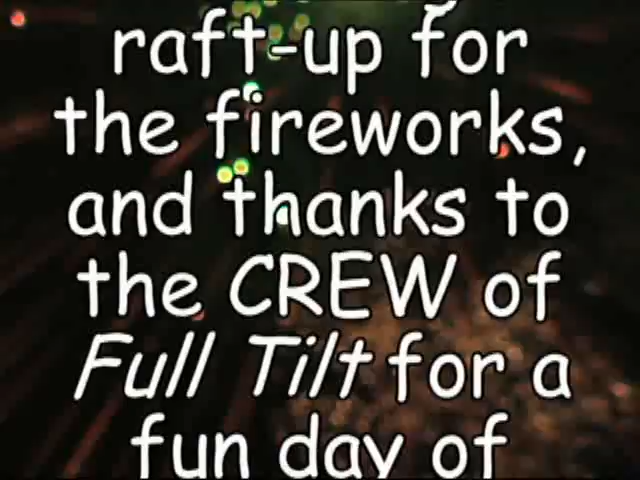 raft-up for
the fireworks,
and thanks to
the CREW of
Full Tilt for a
fun day of